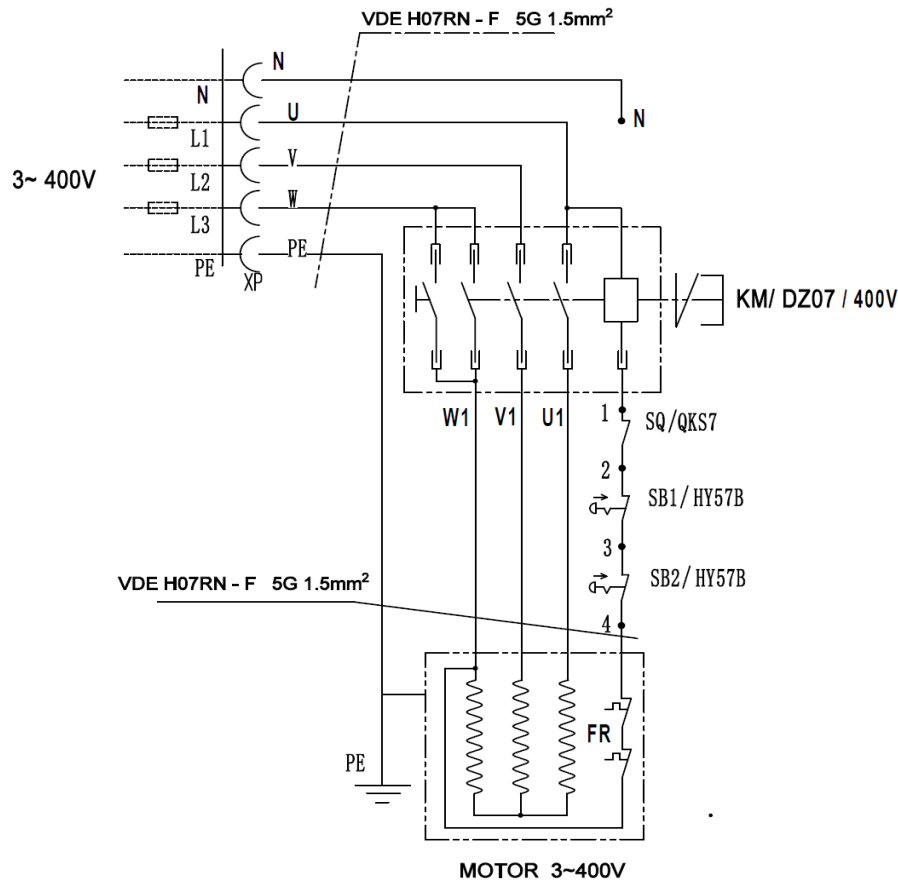 VDE H07RN - F 5G 1.5mm²
N
N
N
U
L1
V
3~ 400V
L2
W
L3
PE
PE
XP
KM/ DZ07 / 400V
W1
V1
U1
1
SQ/QKS7
2
SB1/HY57B
3
SB2/HY57B
VDE H07RN - F 5G 1.5mm²
4
FR
PE
MOTOR 3~400V